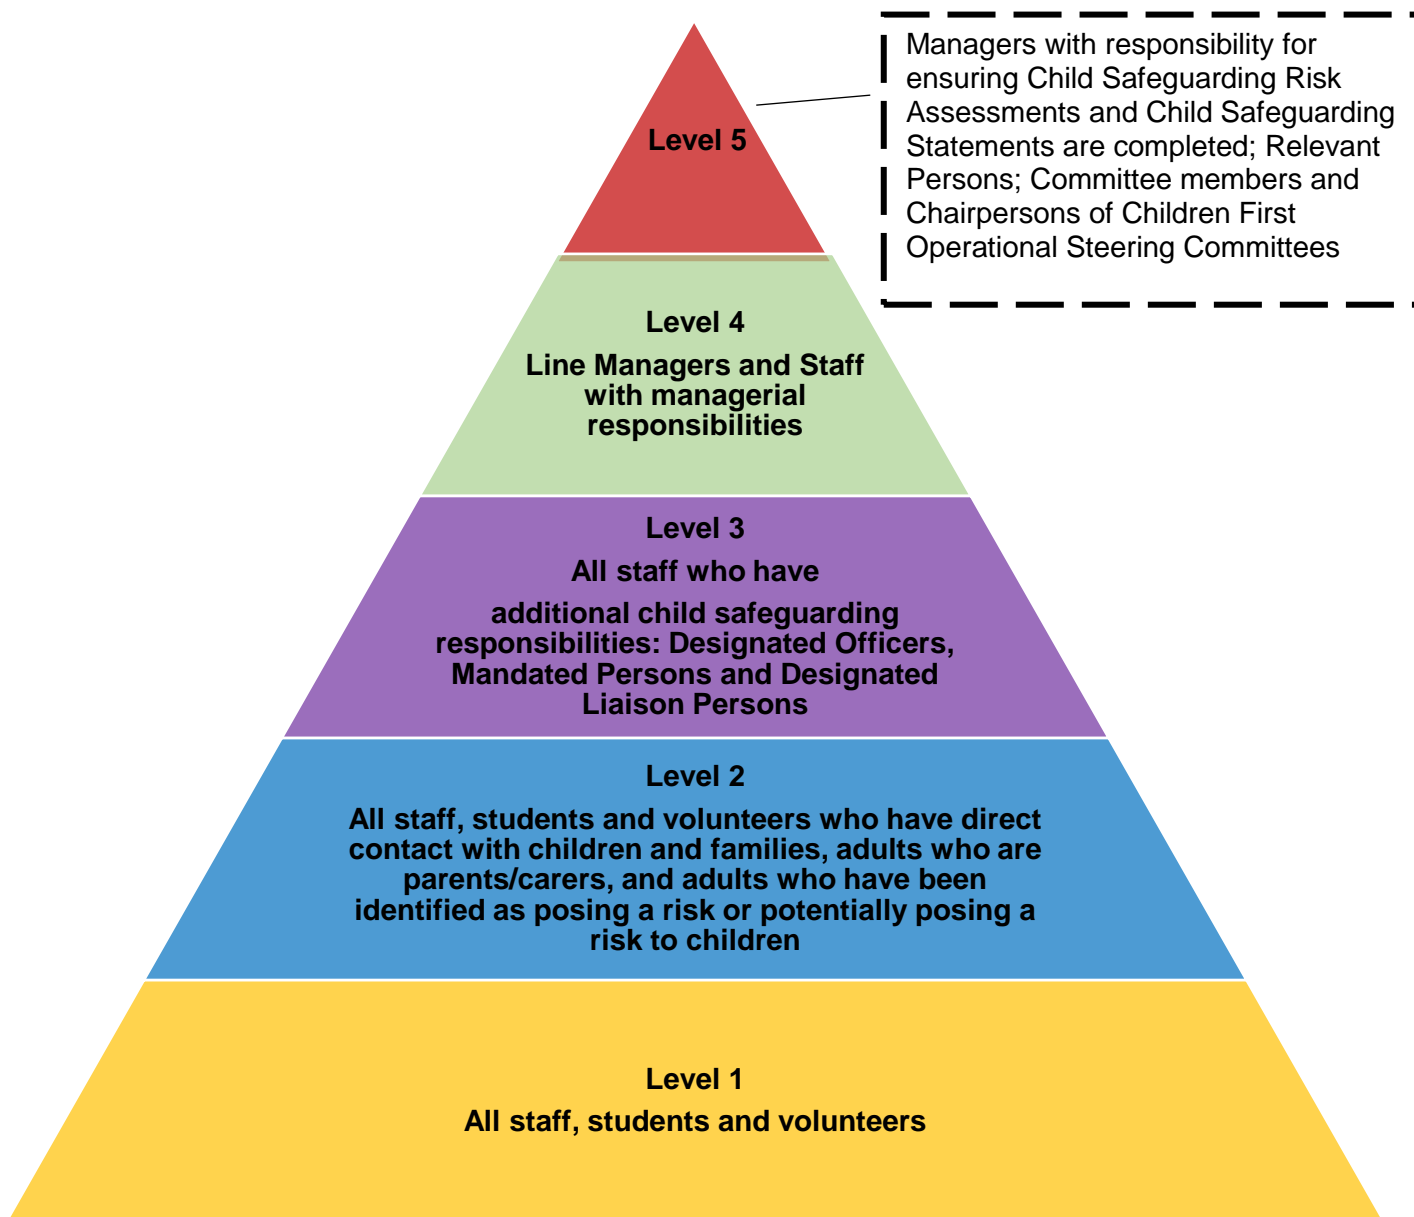 Managers with responsibility for
ensuring Child Safeguarding Risk
Assessments and Child Safeguarding
Statements are completed; Relevant
Persons; Committee members and
Chairpersons of Children First
Operational Steering Committees
Level 5
Level 4
Line Managers and Staff
with managerial
responsibilities
Level 3
All staff who have
additional child safeguarding
responsibilities: Designated Officers,
Mandated Persons and Designated
Liaison Persons
Level 2
All staff, students and volunteers who have direct
contact with children and families, adults who are
parents/carers, and adults who have been
identified as posing a risk or potentially posing a
risk to children
Level 1
All staff, students and volunteers